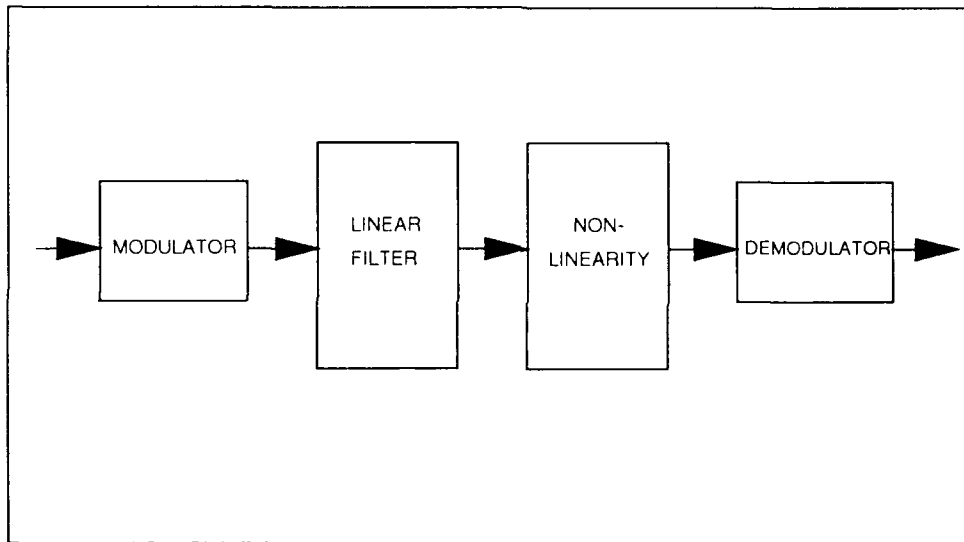 MODULATOR
LINEAR
FILTER
NON-
LINEARITY
DEMODULATOR